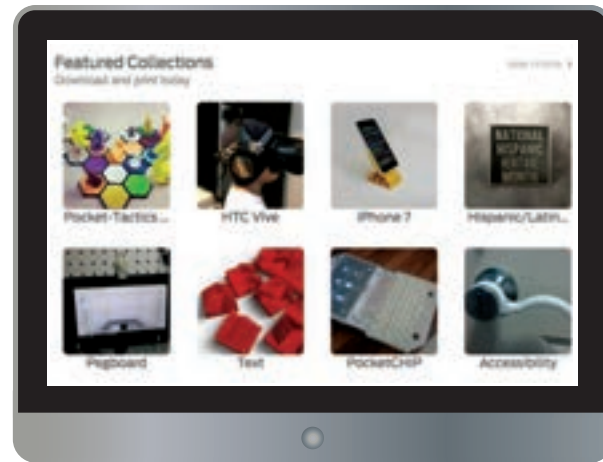 Featured Collections
Download and print today
Pocket-Tactics ...
HTC Vive
iPhone 7
Hispanic/Latin...
NATIONAL
HISPANIC
HERITAGE
MONTH
Pegboard
Text
PocketCHIP
Accessibility